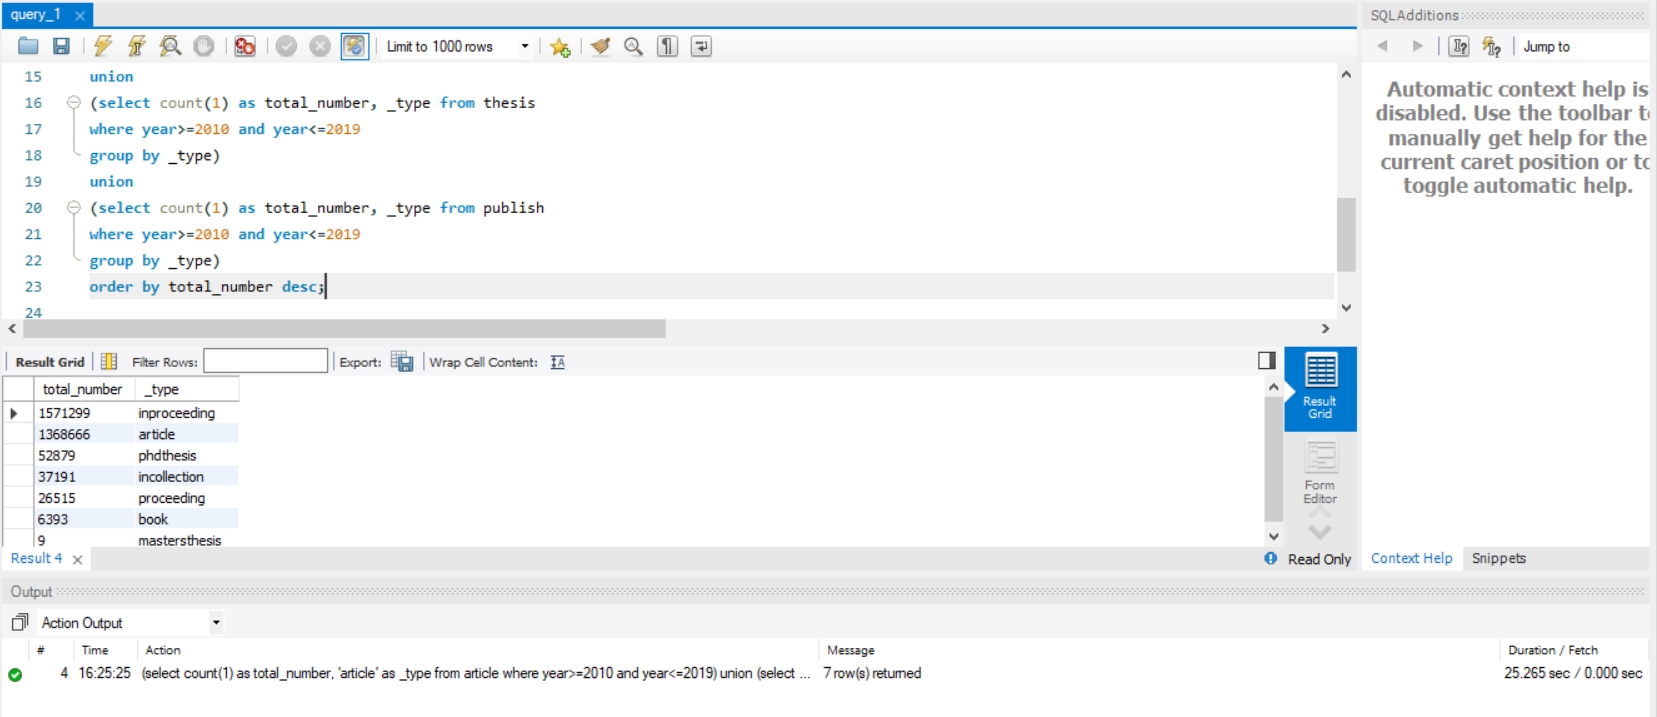 query_1
SQLAdditions
Limit to 1000 rows
Jump to
15 union
16 (select count(1) as total_number, _type from thesis
17 where year>=2010 and year<=2019
18 group by _type)
19 union
20 (select count(1) as total_number, _type from publish
21 where year>=2010 and year<=2019
22 group by _type)
23 order by total_number desc;
24
Automatic context help is
disabled. Use the toolbar t
manually get help for the
current caret position or to
toggle automatic help.
Result Grid Filter Rows: Export: Wrap Cell Content: IA
total_number _type
1571299 inproceeding
1368666 article
52879 phdthesis
37191 incollection
26515 proceeding
6393 book
9 mastersthesis
Result
Grid
Form
Editor
Result 4
Read Only
Context Help Snippets
Output
Action Output
# Time Action Message Duration / Fetch
4 16:25:25 (select count(1) as total_number, 'article' as _type from article where year>=2010 and year<=2019) union (select ... 7 row(s) returned 25.265 sec / 0.000 sec